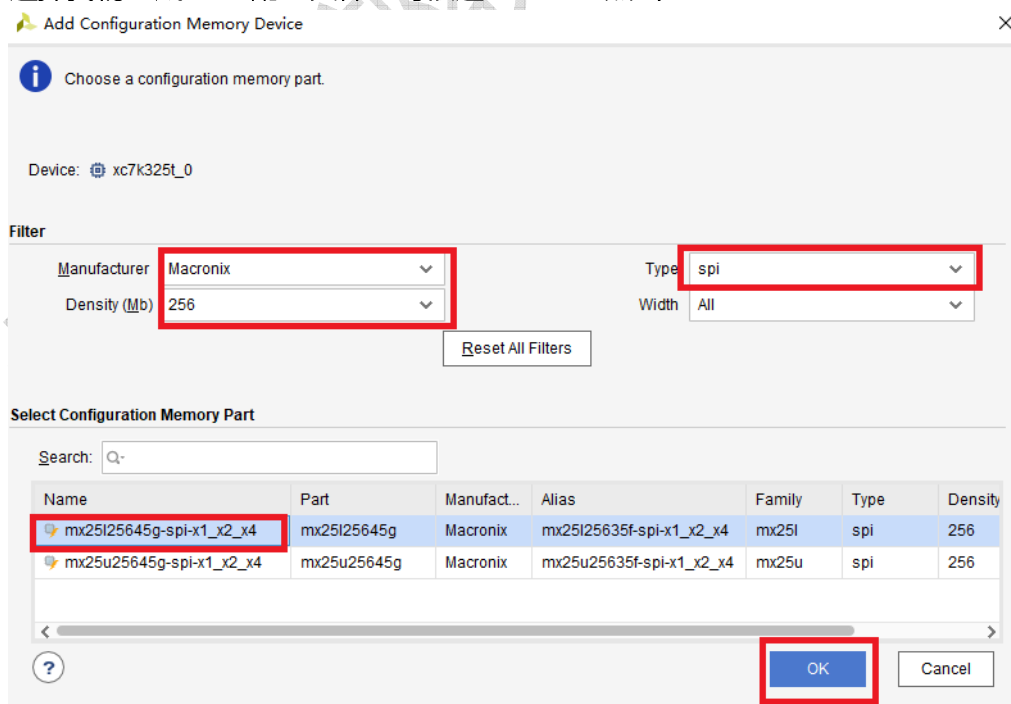 Add Configuration Memory Device
Choose a configuration memory part.
Device: xc7k325t_0
Filter
Manufacturer Macronix Type spi
Density (Mb) 256 Width All
Reset All Filters
Select Configuration Memory Part
Search:
Name Part Manufact... Alias Family Type Density
mx25l25645g-spi-x1_x2_x4 mx25l25645g Macronix mx25l25635f-spi-x1_x2_x4 mx25l spi 256
mx25u25645g-spi-x1_x2_x4 mx25u25645g Macronix mx25u25635f-spi-x1_x2_x4 mx25u spi 256
? OK Cancel